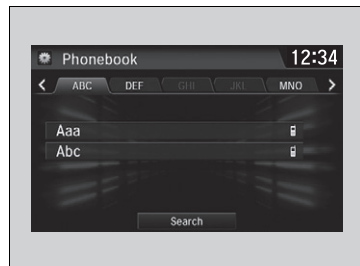 Phonebook 12:34
< ABC DEF GHI JKL MNO >
Aaa
Abc
Search